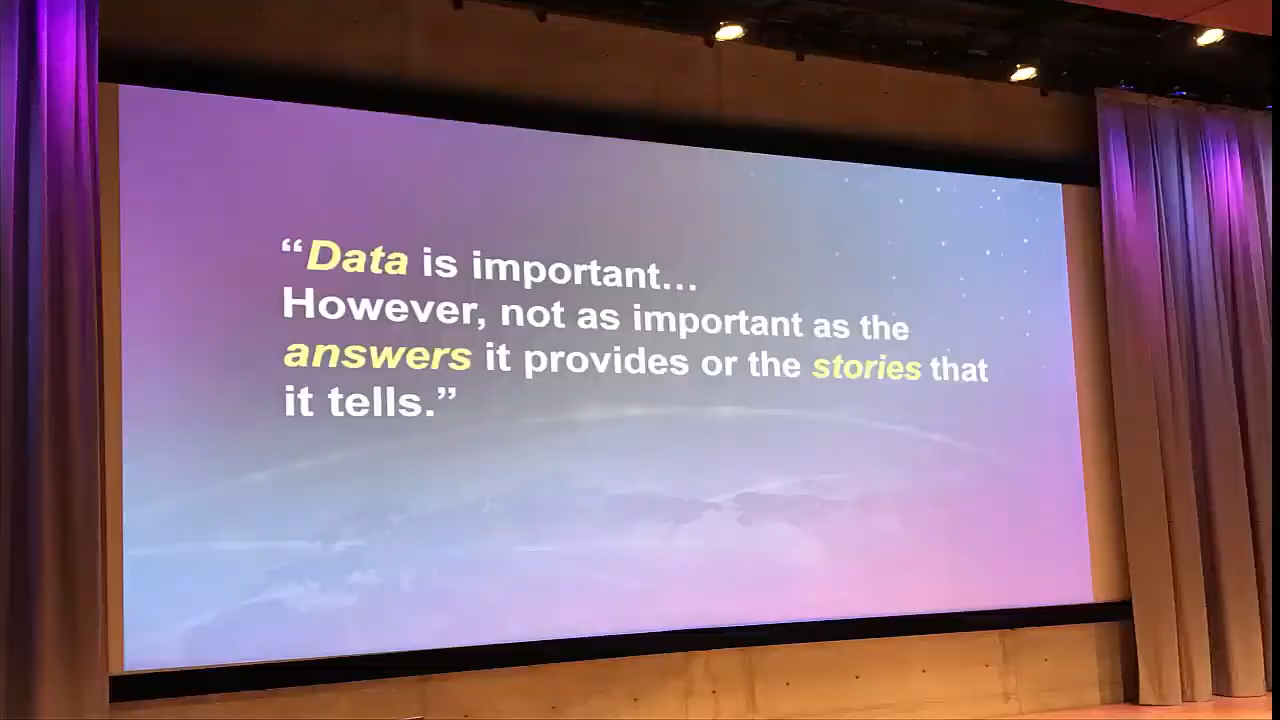 “Data is important...
However, not as important as the
answers it provides or the stories that
it tells.”